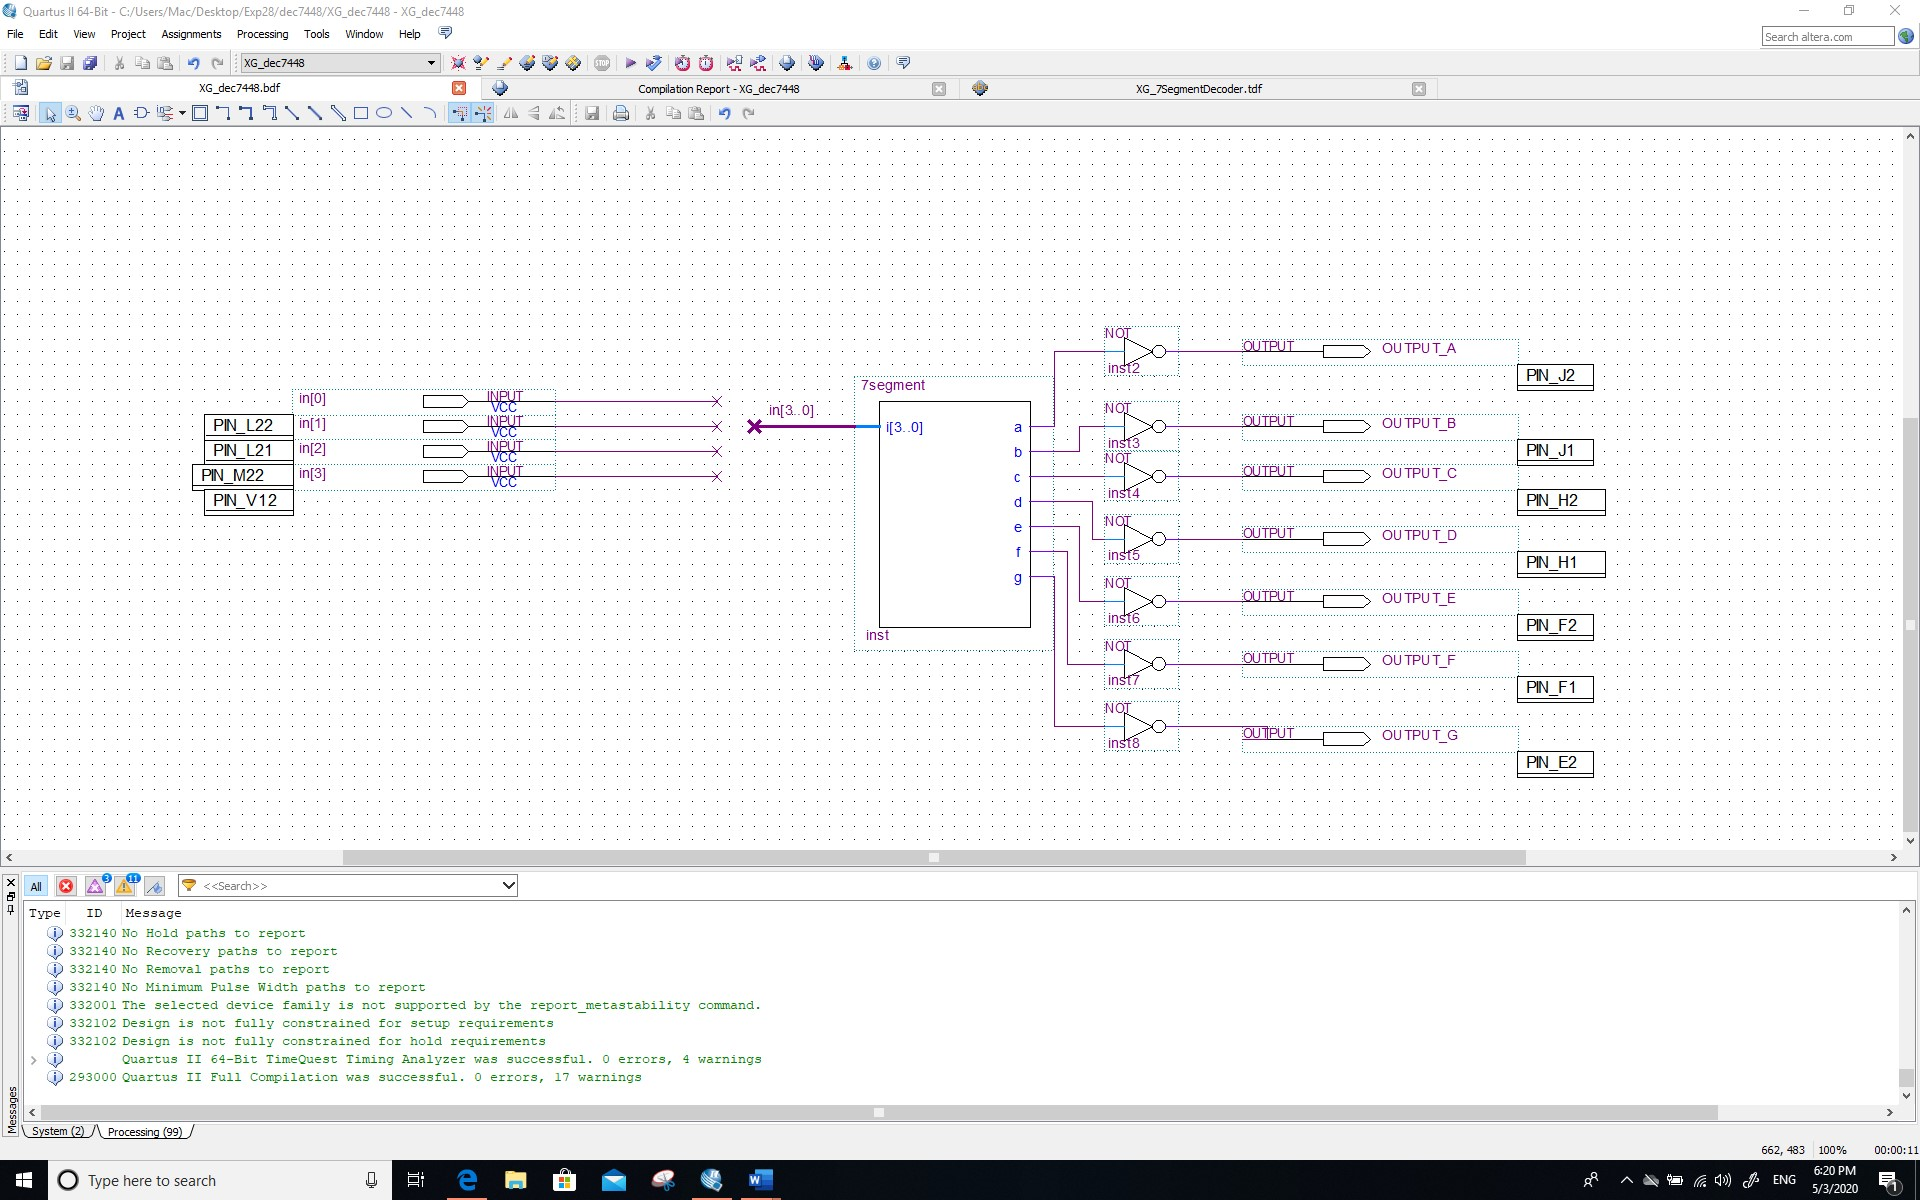 Quartus II 64-Bit - C:/Users/Mac/Desktop/Exp28/dec7448/XG_dec7448 - XG_dec7448
File Edit View Project Assignments Processing Tools Window Help
Search altera.com
XG_dec7448
STOP
XG_dec7448.bdf
Compilation Report - XG_dec7448
XG_7SegmentDecoder.tdf
in[0] INPUT VCC
PIN_L22 in[1] INPUT VCC
PIN_L21 in[2] INPUT VCC
PIN_M22 in[3] INPUT VCC
PIN_V12
in[3..0]
7segment
i[3..0]
a
b
c
d
e
f
g
inst
NOT
inst2
OUTPUT OUTPUT_A
PIN_J2
NOT
inst3
OUTPUT OUTPUT_B
PIN_J1
NOT
inst4
OUTPUT OUTPUT_C
PIN_H2
NOT
inst5
OUTPUT OUTPUT_D
PIN_H1
NOT
inst6
OUTPUT OUTPUT_E
PIN_F2
NOT
inst7
OUTPUT OUTPUT_F
PIN_F1
NOT
inst8
OUTPUT OUTPUT_G
PIN_E2
All 3 11 <<Search>>
Type ID Message
332140 No Hold paths to report
332140 No Recovery paths to report
332140 No Removal paths to report
332140 No Minimum Pulse Width paths to report
332001 The selected device family is not supported by the report_metastability command.
332102 Design is not fully constrained for setup requirements
332102 Design is not fully constrained for hold requirements
Quartus II 64-Bit TimeQuest Timing Analyzer was successful. 0 errors, 4 warnings
293000 Quartus II Full Compilation was successful. 0 errors, 17 warnings
Messages
System (2) Processing (99)
662, 483 100% 00:00:11
Type here to search
ENG
6:20 PM
5/3/2020
1